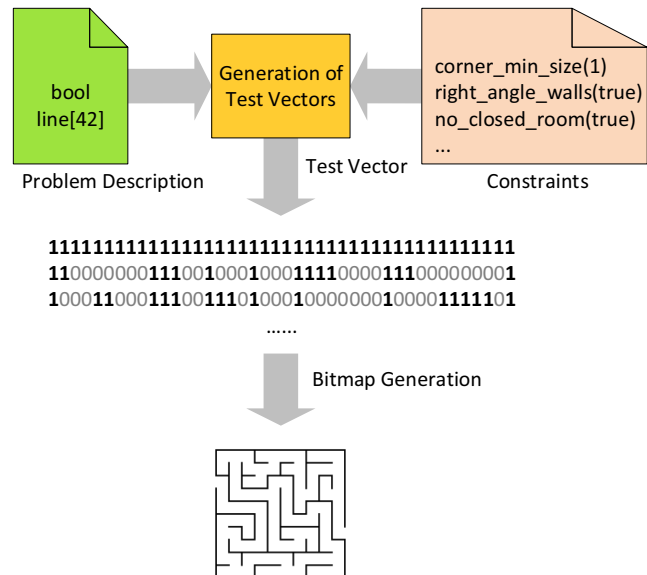 bool
line[42]
Problem Description
Generation of
Test Vectors
corner_min_size(1)
right_angle_walls(true)
no_closed_room(true)
...
Constraints
Test Vector
111111111111111111111111111111111111111111
110000000111001000100011110000111000000001
100011000111001110100010000000100001111101
......
Bitmap Generation